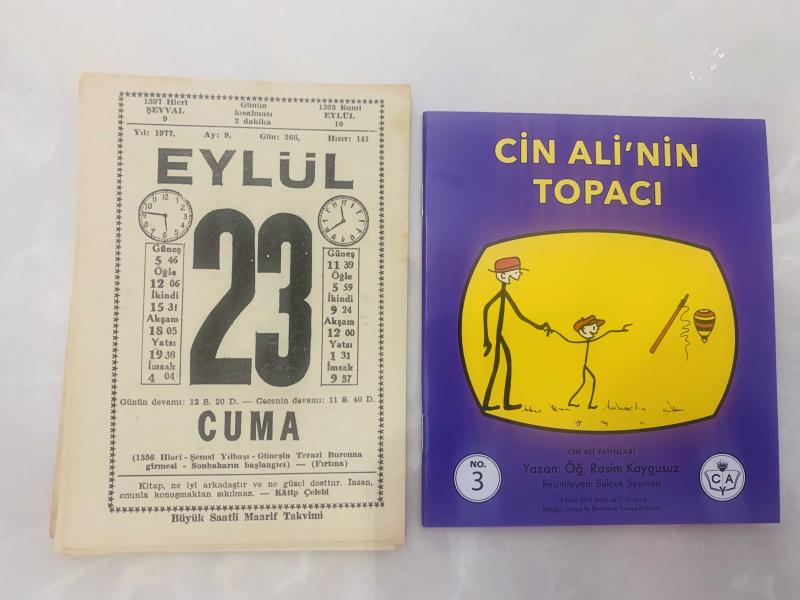 1397 Hicri
ŞEVVAL
9
Günün
kısalması
2 dakika
1393 Rumi
EYLÜL
10
Yıl: 1977, Ay: 9, Gün: 266, Hızır: 141
EYLÜL
23
Güneş
5 46
Öğle
12 06
İkindi
15 31
Akşam
18 05
Yatsı
19 36
İmsak
4 04
Güneş
11 39
Öğle
5 59
İkindi
9 24
Akşam
12 00
Yatsı
1 31
İmsak
9 57
Günün devamı: 12 S. 20 D. — Gecenin devamı: 11 S. 40 D.
CUMA
(1356 Hicri - Şemsi Yılbaşı - Güneşin Terazi Burcuna
girmesi - Sonbaharın başlangıcı) — (Fırtına)
Kitap, ne iyi arkadaştır ve ne güzel dosttur. İnsan,
onunla konuşmaktan sıkılmaz. — Kâtip Çelebi
Büyük Saatli Maarif Takvimi
CİN ALİ'NİN
TOPACI
CİN ALİ YAYINLARI
NO.
3
Yazan: Öğ. Rasim Kaygusuz
Resimleyen: Selçuk Seymen
CA